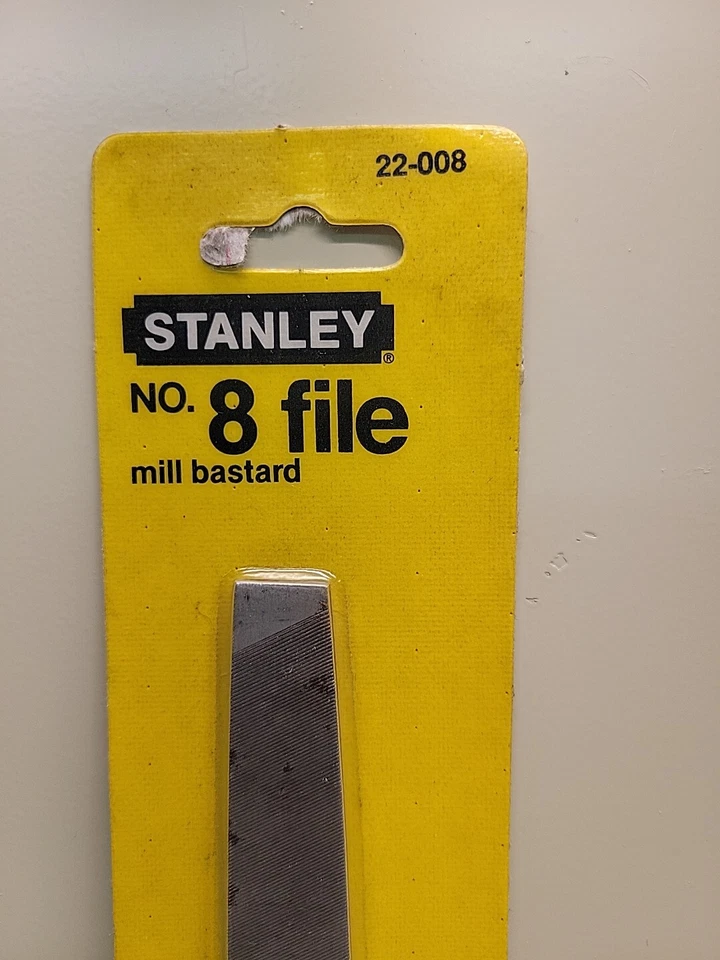 22-008
STANLEY®
NO. 8 file
mill bastard